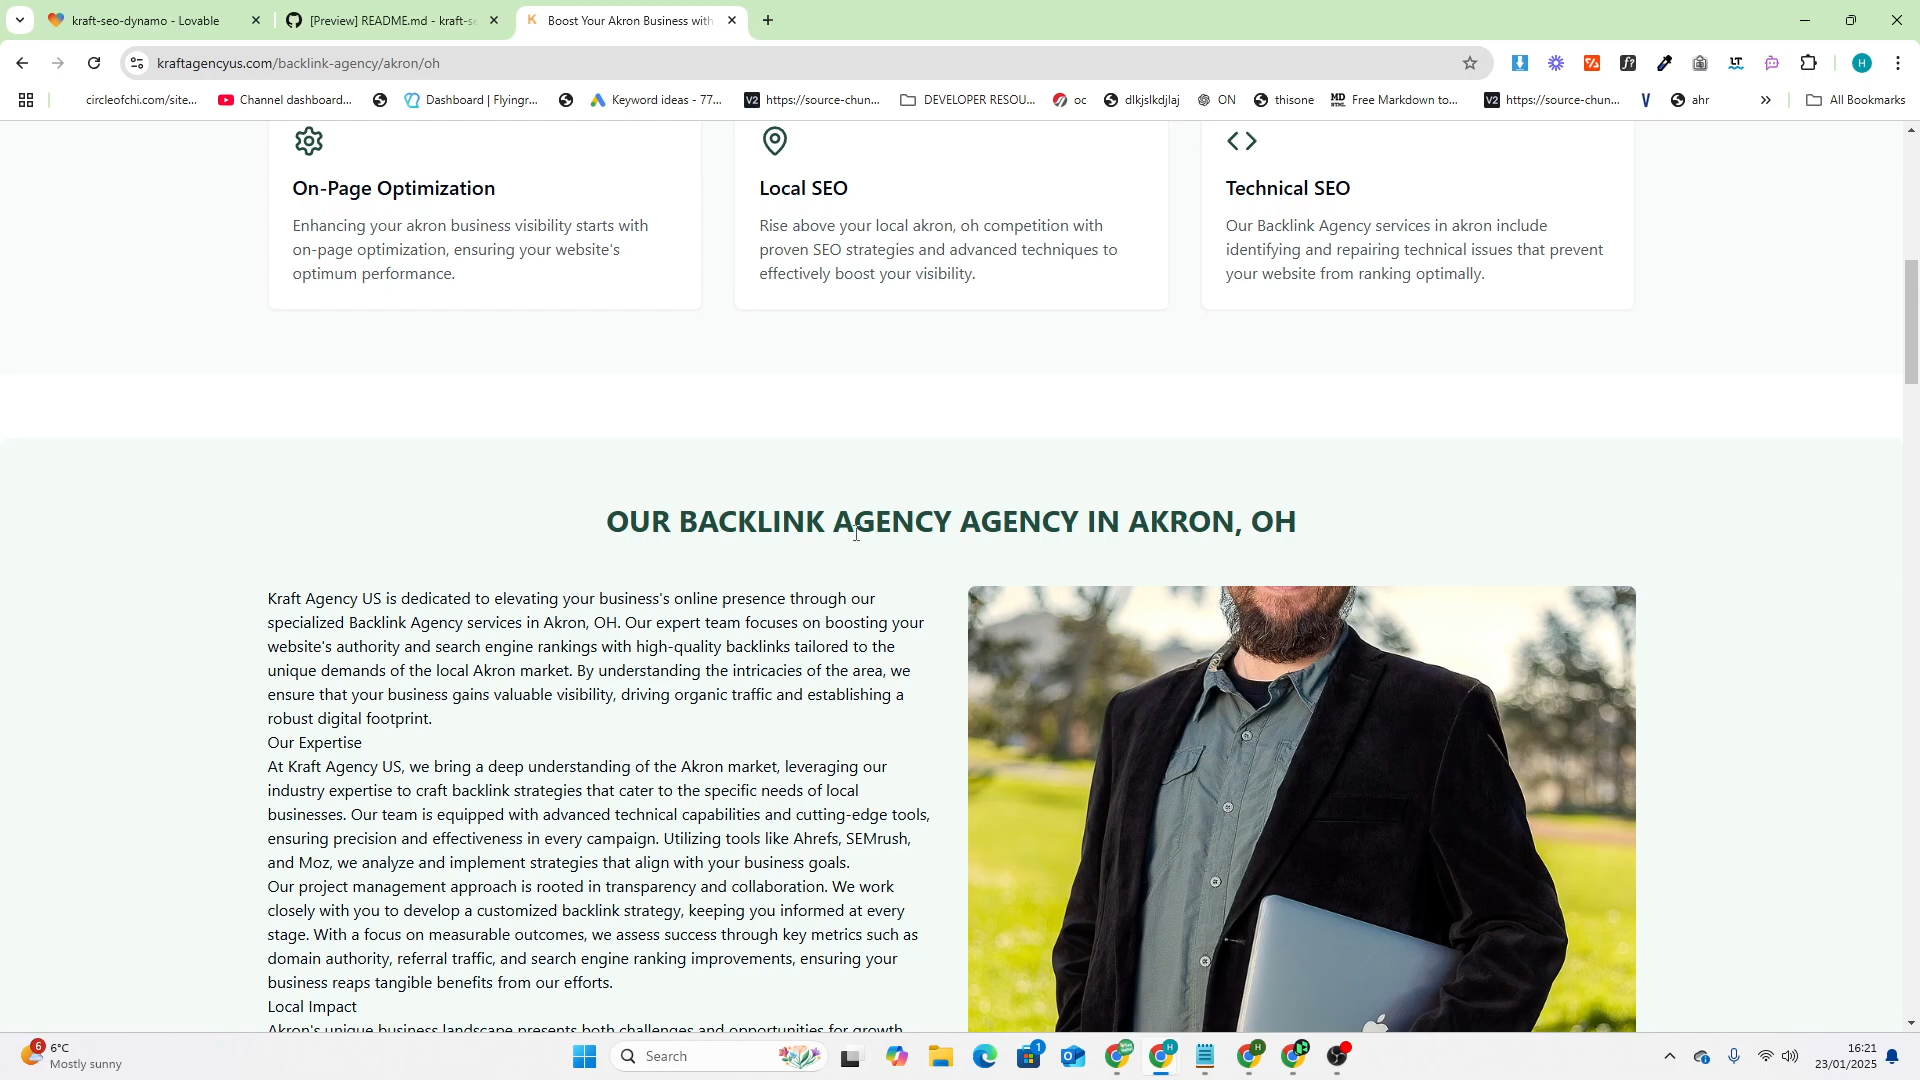 kraft-seo-dynamo - Lovable
[Preview] README.md - kraft-se
Boost Your Akron Business with
kraftagencyus.com/backlink-agency/akron/oh
circleofchi.com/site...
Channel dashboard...
Dashboard | Flyingr...
Keyword ideas - 77...
https://source-chun...
DEVELOPER RESOU...
oc
dlkjslkdjlaj
ON
thisone
Free Markdown to...
https://source-chun...
ahr
All Bookmarks
On-Page Optimization
Enhancing your akron business visibility starts with
on-page optimization, ensuring your website's
optimum performance.
Local SEO
Rise above your local akron, oh competition with
proven SEO strategies and advanced techniques to
effectively boost your visibility.
Technical SEO
Our Backlink Agency services in akron include
identifying and repairing technical issues that prevent
your website from ranking optimally.
OUR BACKLINK AGENCY AGENCY IN AKRON, OH
Kraft Agency US is dedicated to elevating your business's online presence through our
specialized Backlink Agency services in Akron, OH. Our expert team focuses on boosting your
website's authority and search engine rankings with high-quality backlinks tailored to the
unique demands of the local Akron market. By understanding the intricacies of the area, we
ensure that your business gains valuable visibility, driving organic traffic and establishing a
robust digital footprint.
Our Expertise
At Kraft Agency US, we bring a deep understanding of the Akron market, leveraging our
industry expertise to craft backlink strategies that cater to the specific needs of local
businesses. Our team is equipped with advanced technical capabilities and cutting-edge tools,
ensuring precision and effectiveness in every campaign. Utilizing tools like Ahrefs, SEMrush,
and Moz, we analyze and implement strategies that align with your business goals.
Our project management approach is rooted in transparency and collaboration. We work
closely with you to develop a customized backlink strategy, keeping you informed at every
stage. With a focus on measurable outcomes, we assess success through key metrics such as
domain authority, referral traffic, and search engine ranking improvements, ensuring your
business reaps tangible benefits from our efforts.
Local Impact
Akron's unique business landscape presents both challenges and opportunities for growth.
6°C
Mostly sunny
Search
16:21
23/01/2025